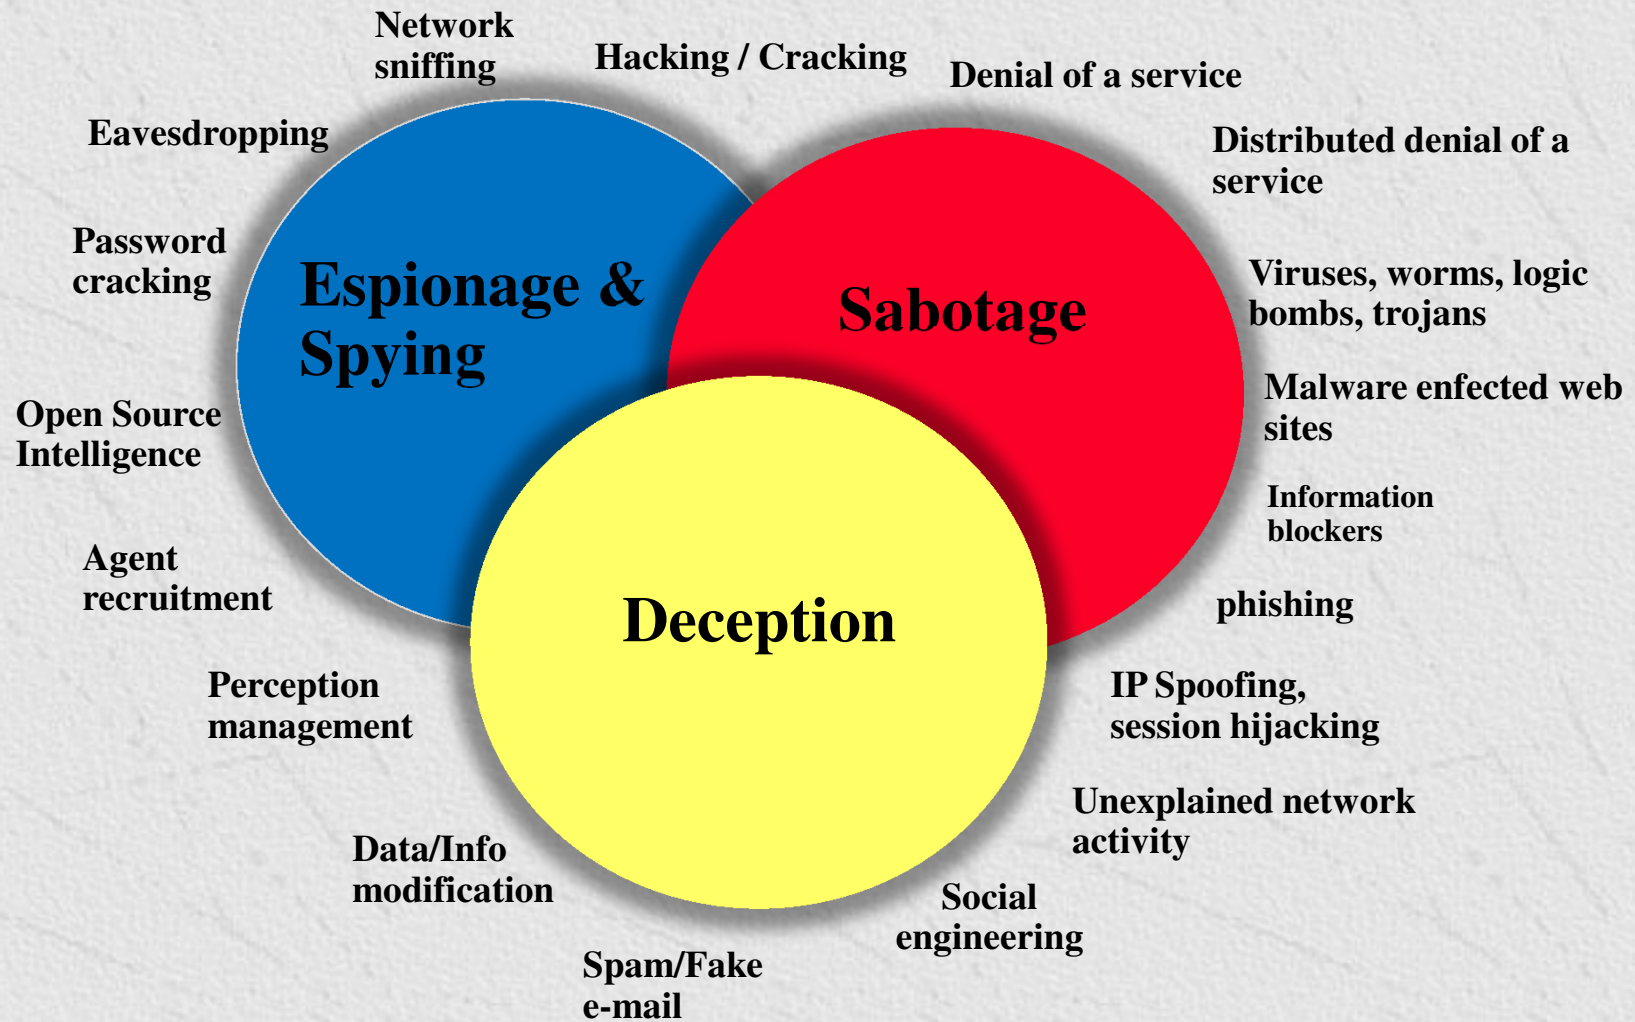 Network
sniffing
Hacking / Cracking
Denial of a service
Eavesdropping
Distributed denial of a
service
Password
cracking
Espionage &
Spying
Sabotage
Viruses, worms, logic
bombs, trojans
Malware enfected web
sites
Open Source
Intelligence
Information
blockers
Agent
recruitment
phishing
Deception
Perception
management
IP Spoofing,
session hijacking
Unexplained network
activity
Data/Info
modification
Social
engineering
Spam/Fake
e-mail